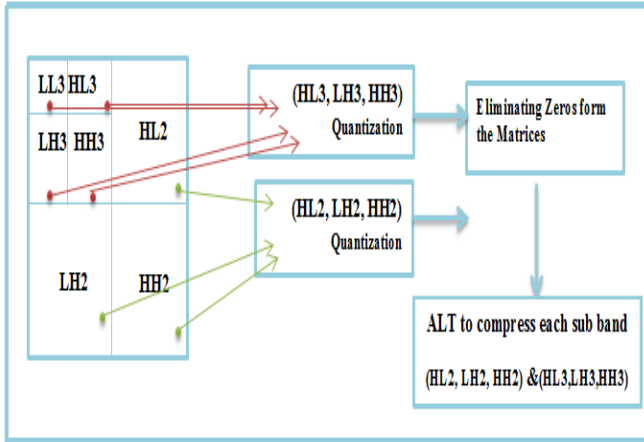 LL3 HL3
LH3 HH3
HL2
LH2
HH2
(HL3, LH3, HH3)
Quantization
(HL2, LH2, HH2)
Quantization
Eliminating Zeros form
the Matrices
ALT to compress each sub band
(HL2, LH2, HH2) &(HL3,LH3,HH3)